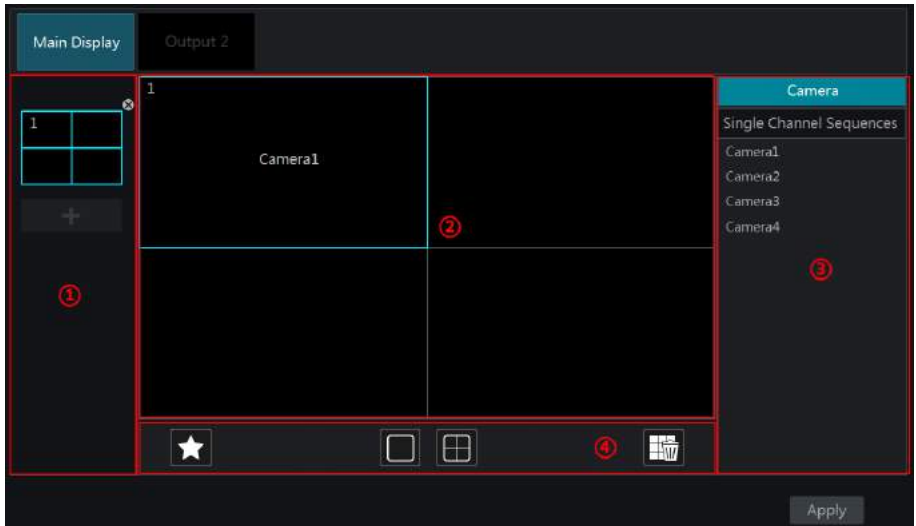 Main Display
Output 2
1
1
Camera1
Camera
Single Channel Sequences
Camera1
Camera2
Camera3
Camera4
①
②
③
④
Apply